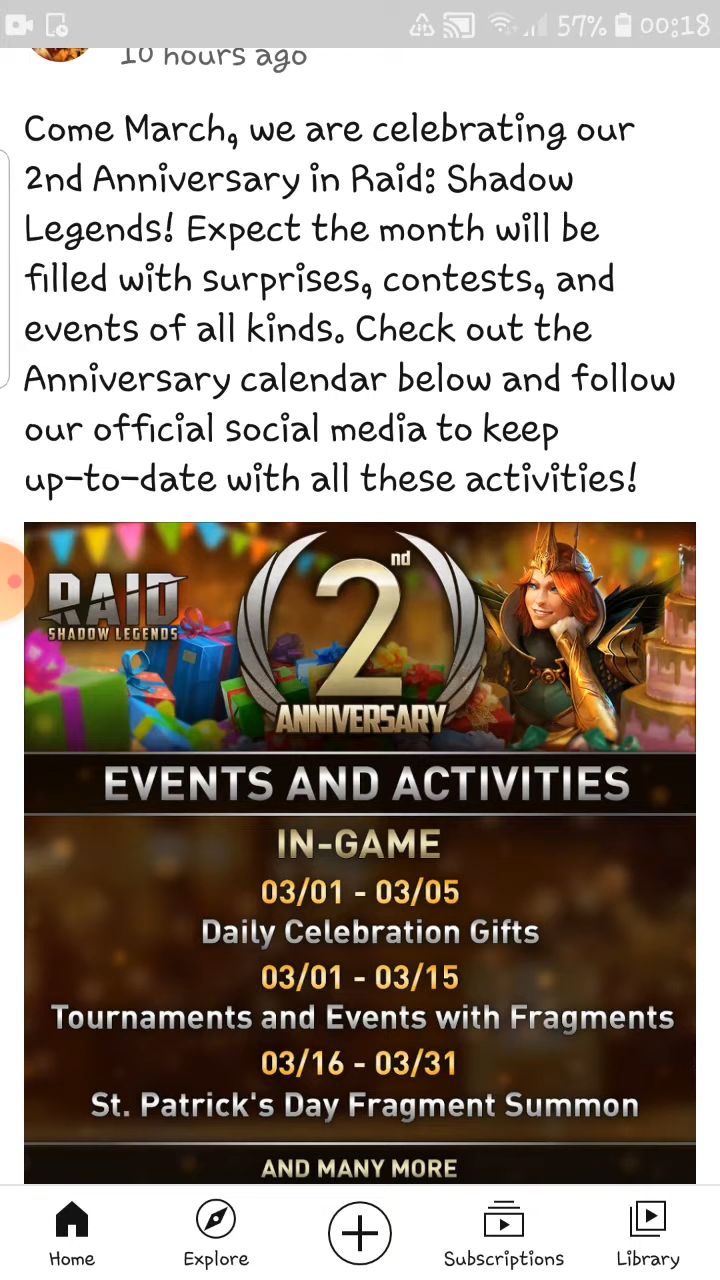 57% 00:18
10 hours ago
Come March, we are celebrating our
2nd Anniversary in Raid: Shadow
Legends! Expect the month will be
filled with surprises, contests, and
events of all kinds. Check out the
Anniversary calendar below and follow
our official social media to keep
up-to-date with all these activities!
RAID
SHADOW LEGENDS
2nd
ANNIVERSARY
EVENTS AND ACTIVITIES
IN-GAME
03/01 - 03/05
Daily Celebration Gifts
03/01 - 03/15
Tournaments and Events with Fragments
03/16 - 03/31
St. Patrick's Day Fragment Summon
AND MANY MORE
Home Explore Subscriptions Library